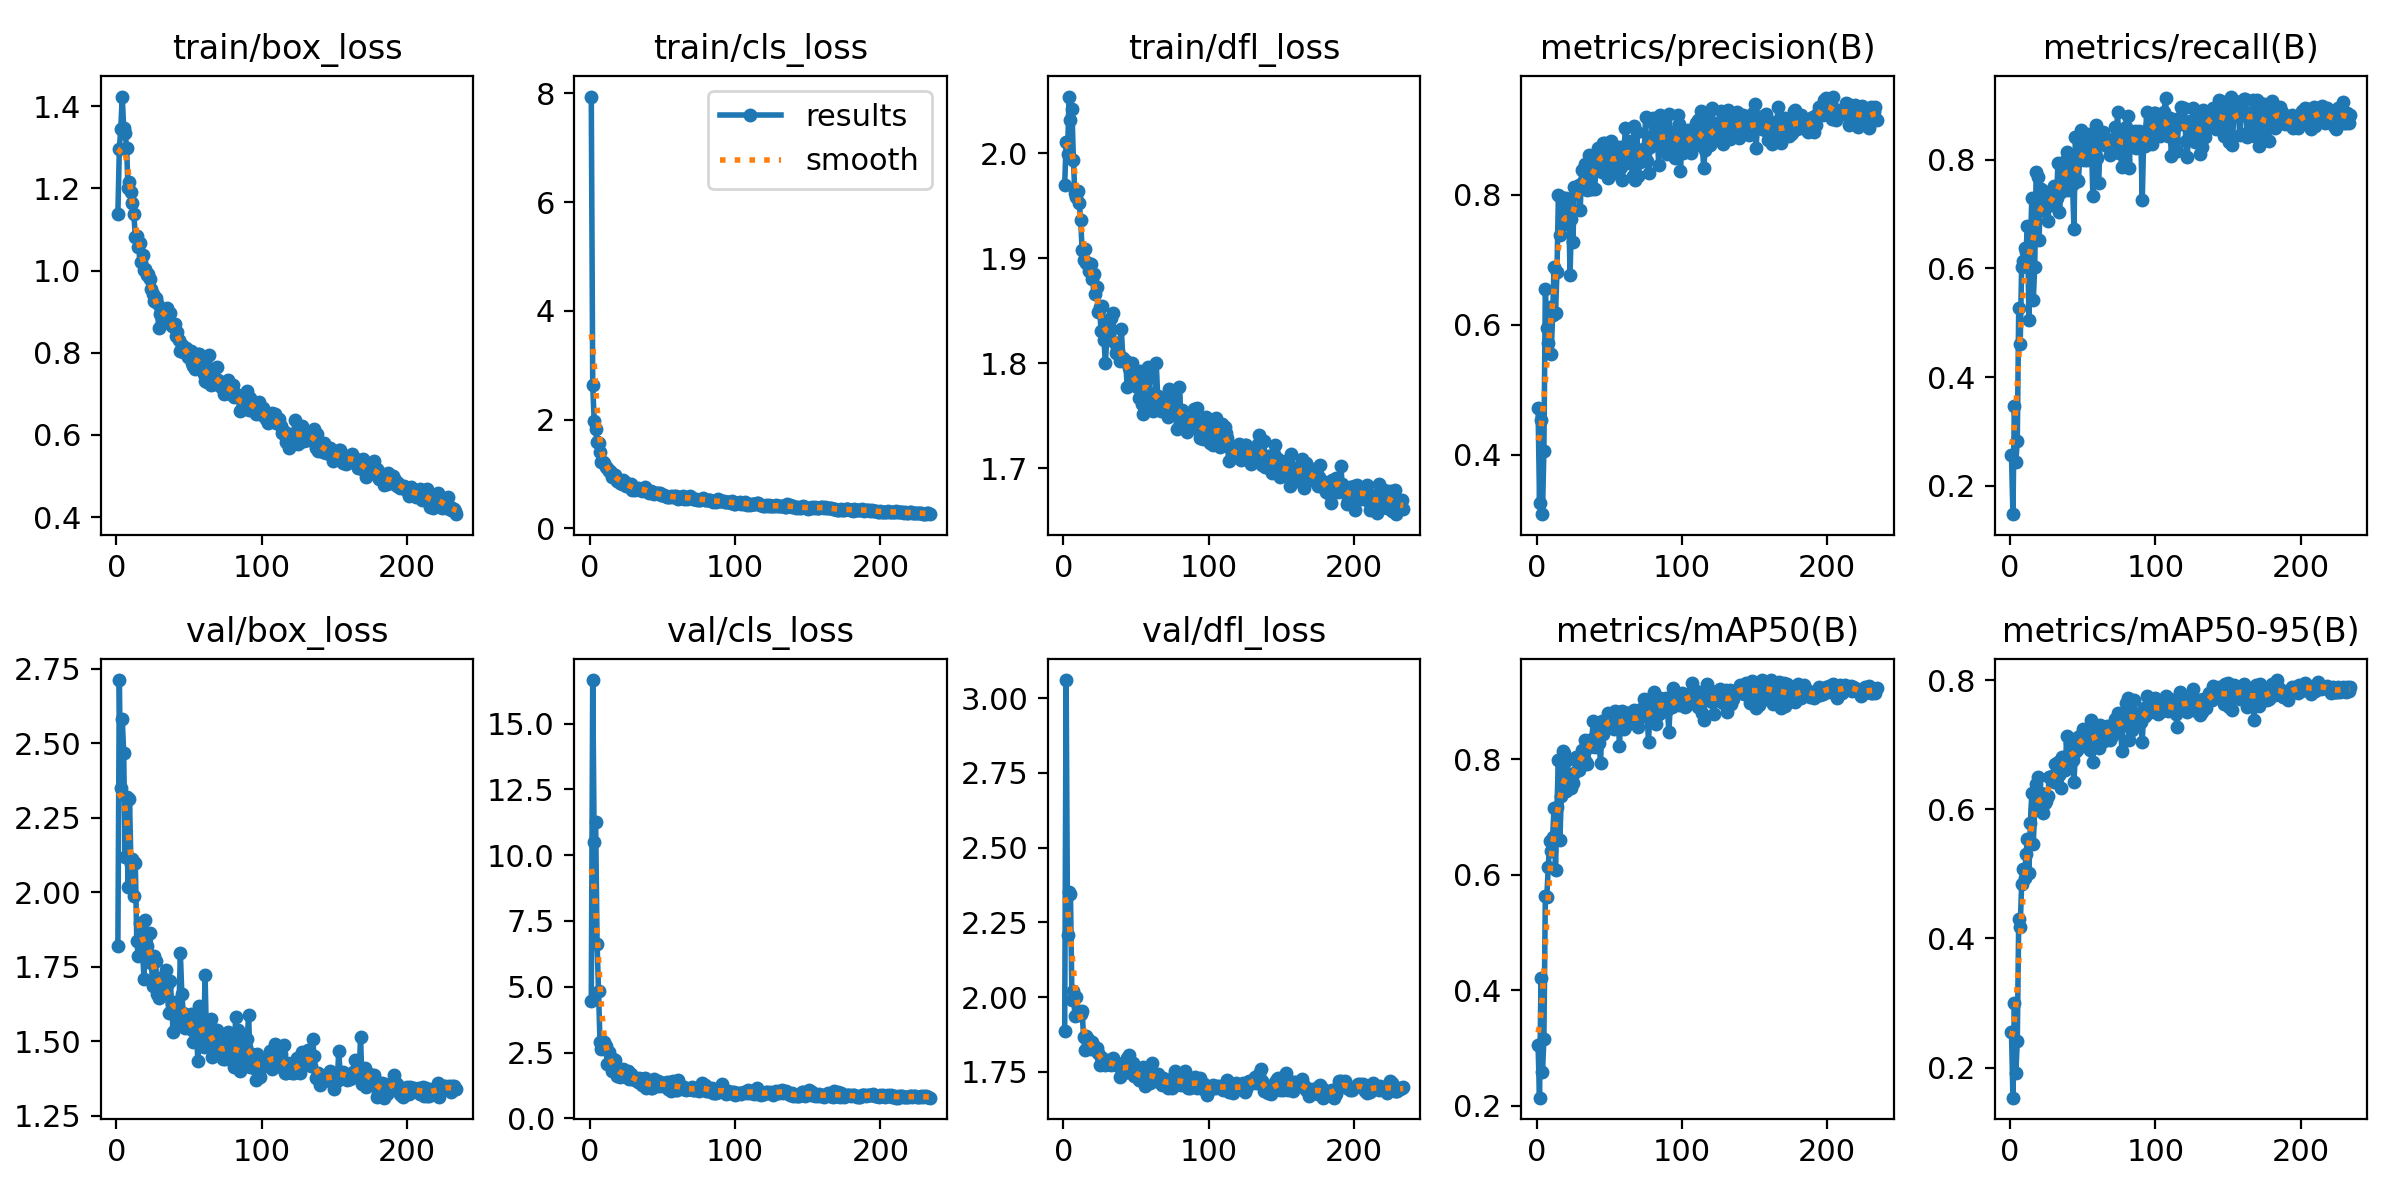 train/box_loss
1.4
1.2
1.0
0.8
0.6
0.4
0 100 200
train/cls_loss
results
smooth
8
6
4
2
0
0 100 200
train/dfl_loss
2.0
1.9
1.8
1.7
0 100 200
metrics/precision(B)
0.8
0.6
0.4
0 100 200
metrics/recall(B)
0.8
0.6
0.4
0.2
0 100 200
val/box_loss
2.75
2.50
2.25
2.00
1.75
1.50
1.25
0 100 200
val/cls_loss
15.0
12.5
10.0
7.5
5.0
2.5
0.0
0 100 200
val/dfl_loss
3.00
2.75
2.50
2.25
2.00
1.75
0 100 200
metrics/mAP50(B)
0.8
0.6
0.4
0.2
0 100 200
metrics/mAP50-95(B)
0.8
0.6
0.4
0.2
0 100 200